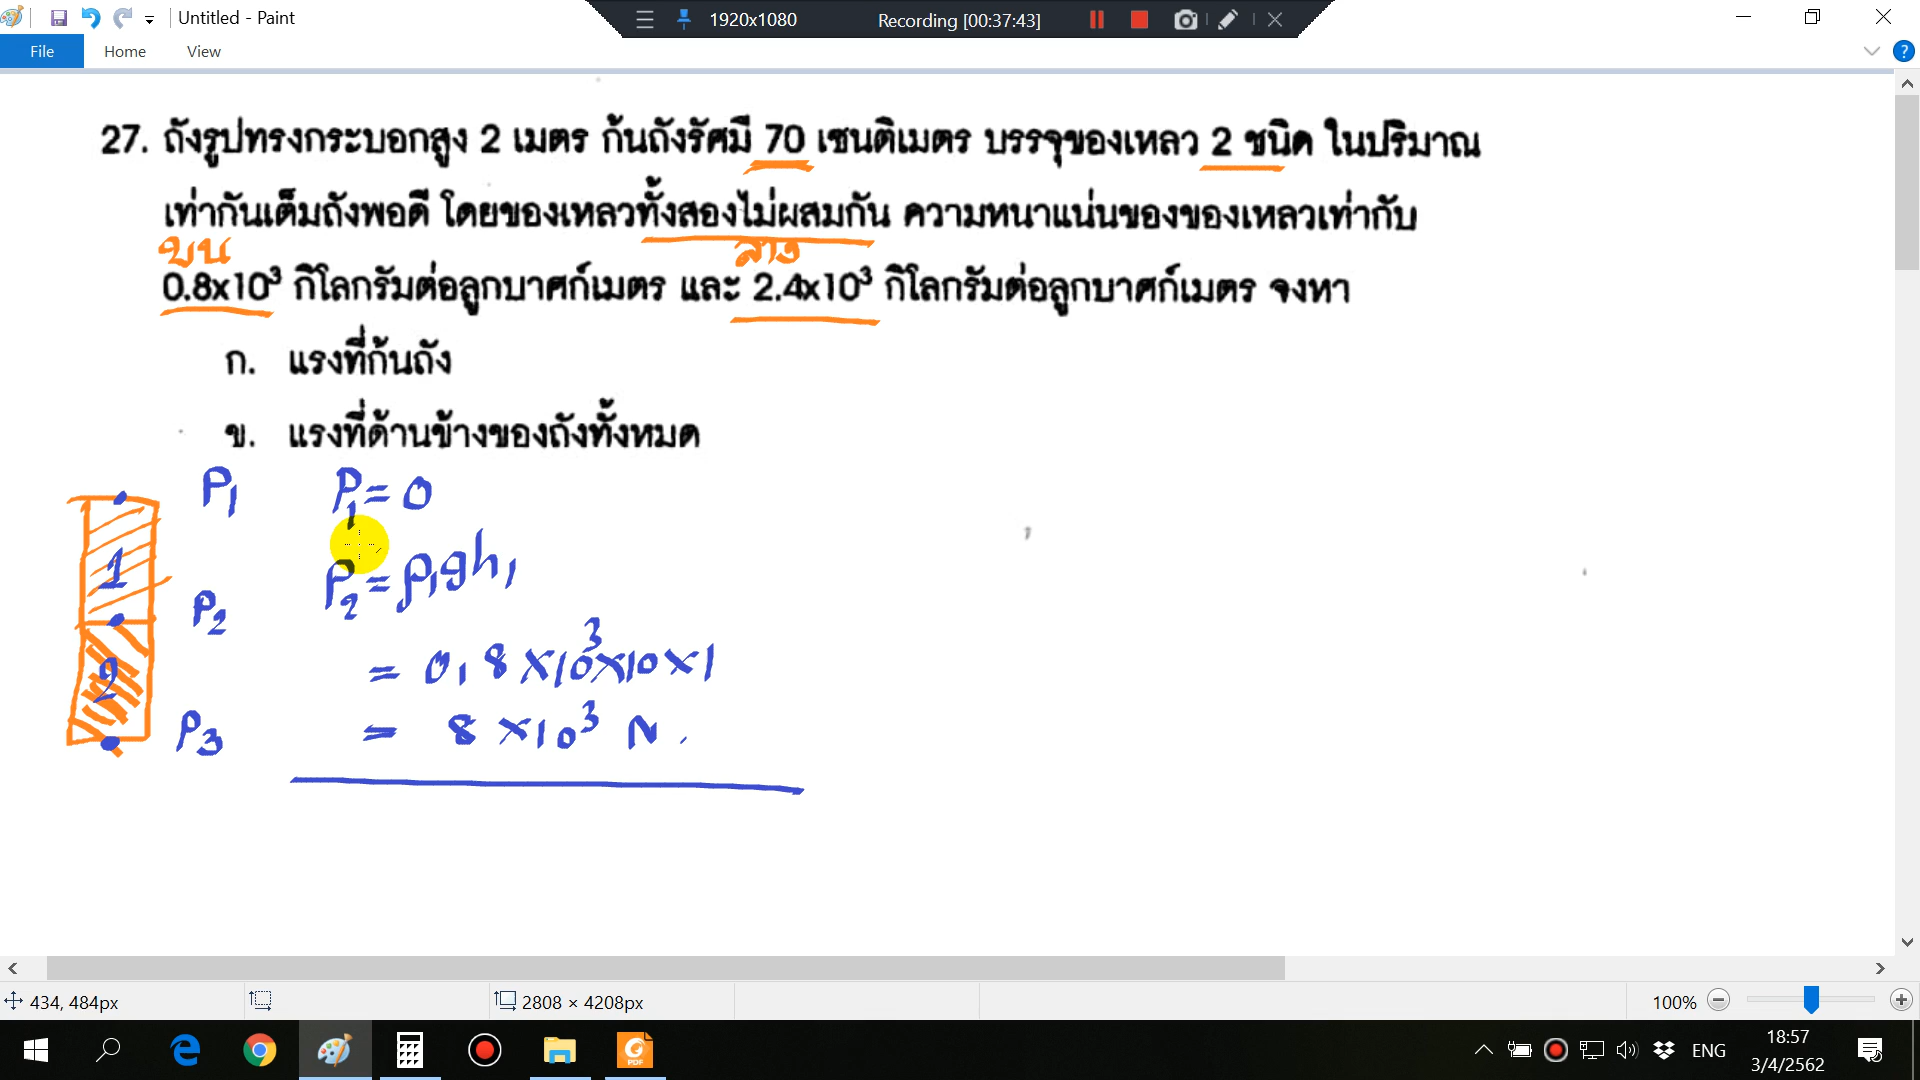 Untitled - Paint
1920x1080
Recording [00:37:43]
File Home View
27. ถังรูปทรงกระบอกสูง 2 เมตร ก้นถังรัศมี 70 เซนติเมตร บรรจุของเหลว 2 ชนิด ในปริมาณ
เท่ากันเต็มถังพอดี โดยของเหลวทั้งสองไม่ผสมกัน ความหนาแน่นของของเหลวเท่ากับ
บน ล่าง
0.8x10³ กิโลกรัมต่อลูกบาศก์เมตร และ 2.4x10³ กิโลกรัมต่อลูกบาศก์เมตร จงหา
ก. แรงที่ก้นถัง
ข. แรงที่ด้านข้างของถังทั้งหมด
P₁ P₁ = 0
1
P₂ P₂ = ρ₁gh₁
= 0.8 × 10³ × 10 × 1
2
P₃ = 8 × 10³ N.
434, 484px
2808 × 4208px
100%
ENG
18:57
3/4/2562
PDF